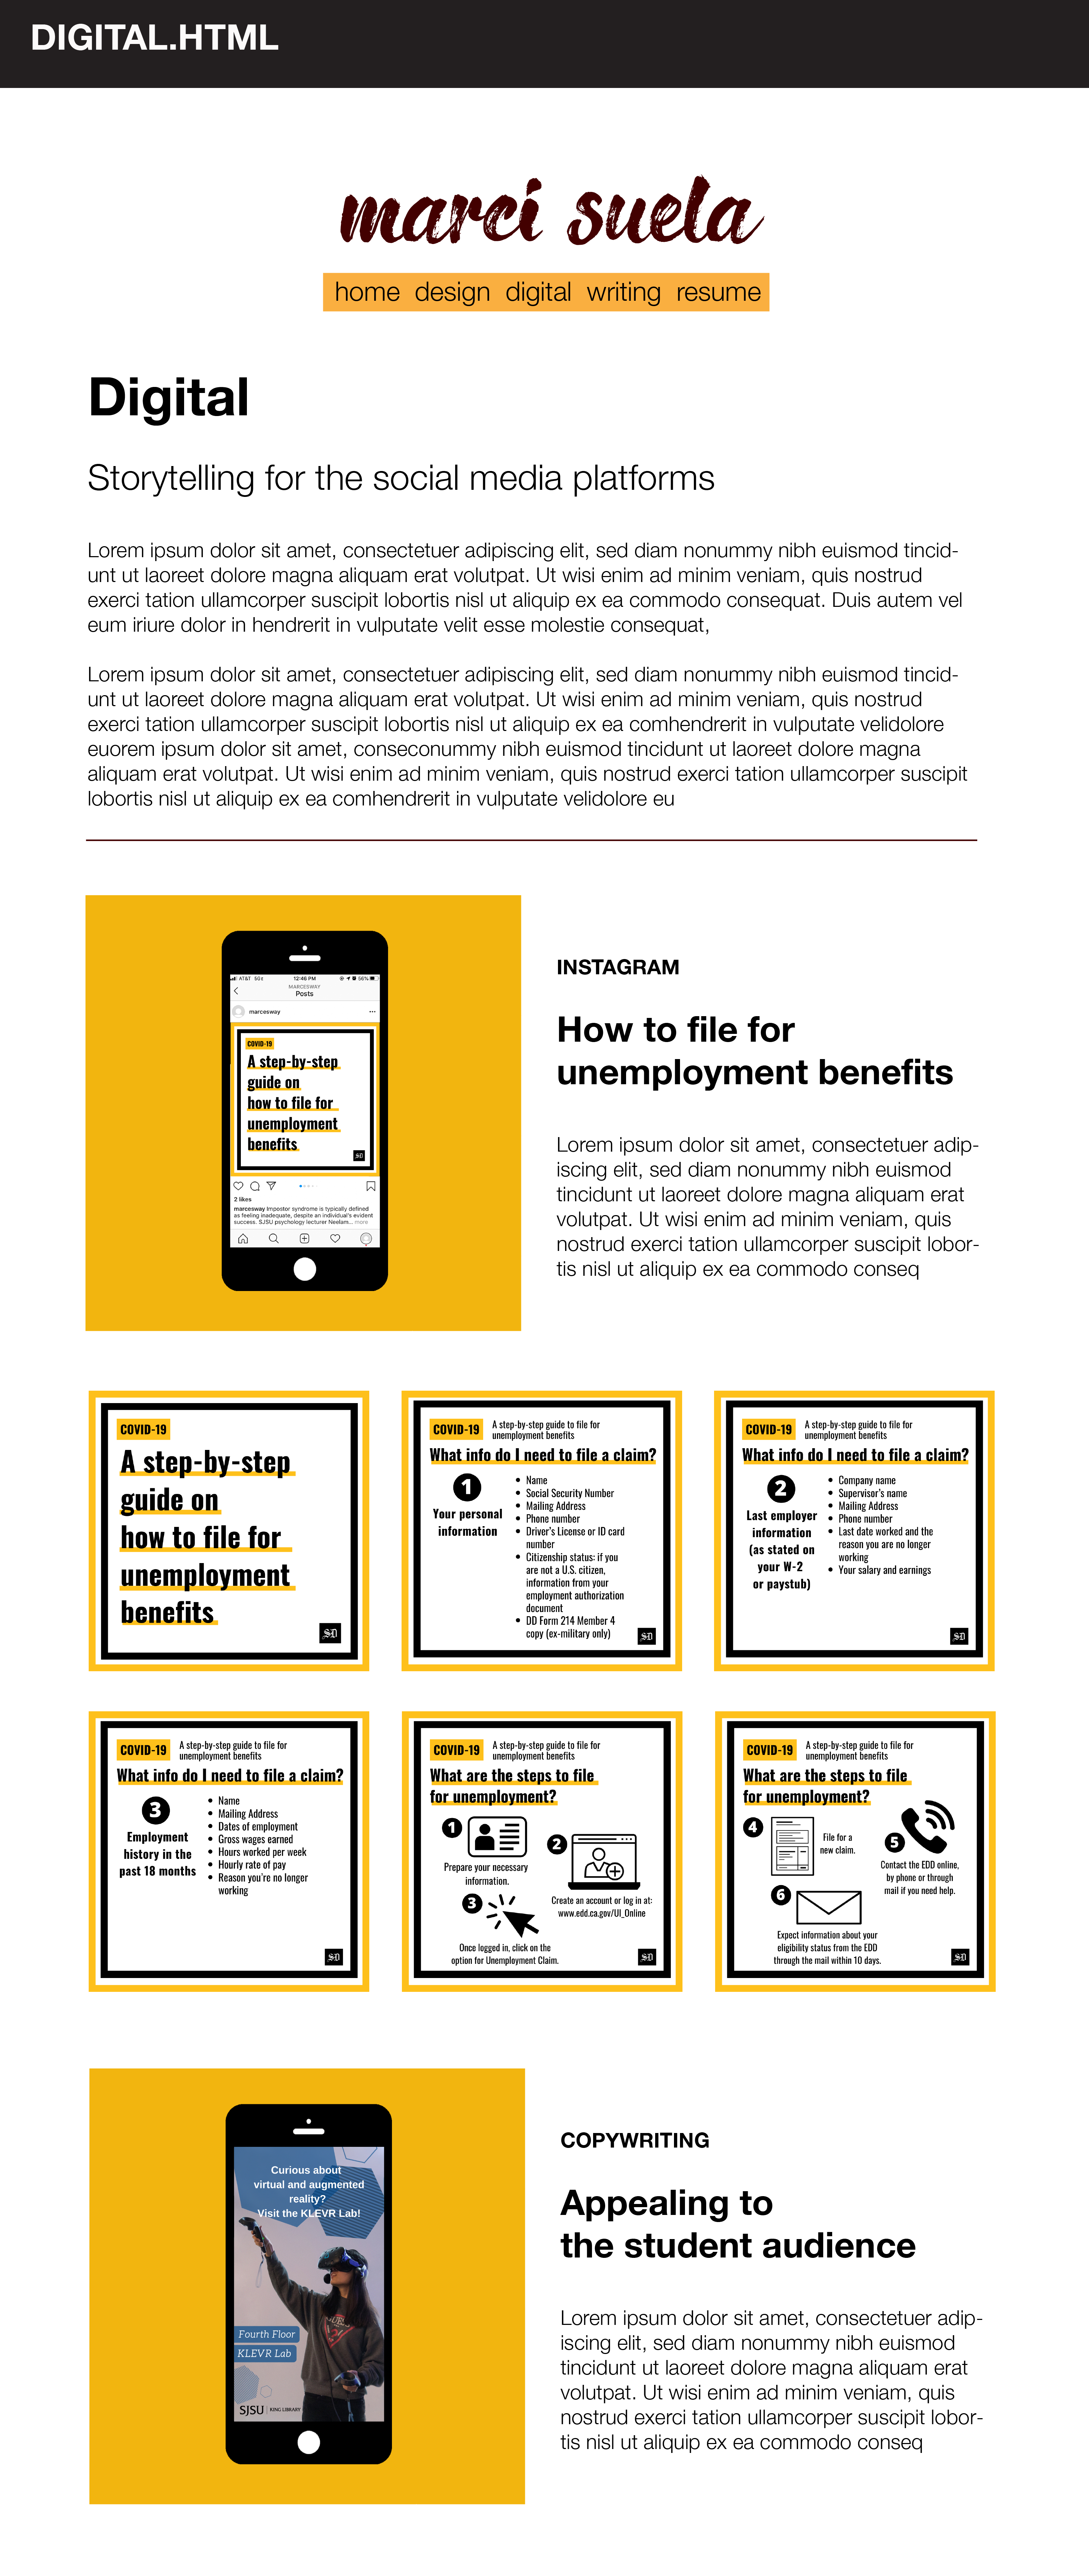 DIGITAL.HTML
marci suela
home design digital writing resume
Digital
Storytelling for the social media platforms
Lorem ipsum dolor sit amet, consectetuer adipiscing elit, sed diam nonummy nibh euismod tincid-
unt ut laoreet dolore magna aliquam erat volutpat. Ut wisi enim ad minim veniam, quis nostrud
exerci tation ullamcorper suscipit lobortis nisl ut aliquip ex ea commodo consequat. Duis autem vel
eum iriure dolor in hendrerit in vulputate velit esse molestie consequat,
Lorem ipsum dolor sit amet, consectetuer adipiscing elit, sed diam nonummy nibh euismod tincid-
unt ut laoreet dolore magna aliquam erat volutpat. Ut wisi enim ad minim veniam, quis nostrud
exerci tation ullamcorper suscipit lobortis nisl ut aliquip ex ea comhendrerit in vulputate velidolore
euorem ipsum dolor sit amet, conseconummy nibh euismod tincidunt ut laoreet dolore magna
aliquam erat volutpat. Ut wisi enim ad minim veniam, quis nostrud exerci tation ullamcorper suscipit
lobortis nisl ut aliquip ex ea comhendrerit in vulputate velidolore eu
AT&T 5GE 12:46 PM 56%
MARCESWAY
Posts
marcesway
COVID-19
A step-by-step
guide on
how to file for
unemployment
benefits
SD
2 likes
marcesway Impostor syndrome is typically defined
as feeling inadequate, despite an individual's evident
success. SJSU psychology lecturer Neelam... more
INSTAGRAM
How to file for
unemployment benefits
Lorem ipsum dolor sit amet, consectetuer adip-
iscing elit, sed diam nonummy nibh euismod
tincidunt ut laoreet dolore magna aliquam erat
volutpat. Ut wisi enim ad minim veniam, quis
nostrud exerci tation ullamcorper suscipit lobor-
tis nisl ut aliquip ex ea commodo conseq
COVID-19
A step-by-step
guide on
how to file for
unemployment
benefits
SD
COVID-19
A step-by-step guide to file for
unemployment benefits
What info do I need to file a claim?
1
Your personal
information
• Name
• Social Security Number
• Mailing Address
• Phone number
• Driver's License or ID card
number
• Citizenship status: if you
are not a U.S. citizen,
information from your
employment authorization
document
• DD Form 214 Member 4
copy (ex-military only)
SD
COVID-19
A step-by-step guide to file for
unemployment benefits
What info do I need to file a claim?
2
Last employer
information
(as stated on
your W-2
or paystub)
• Company name
• Supervisor's name
• Mailing Address
• Phone number
• Last date worked and the
reason you are no longer
working
• Your salary and earnings
SD
COVID-19
A step-by-step guide to file for
unemployment benefits
What info do I need to file a claim?
3
Employment
history in the
past 18 months
• Name
• Mailing Address
• Dates of employment
• Gross wages earned
• Hours worked per week
• Hourly rate of pay
• Reason you're no longer
working
SD
COVID-19
A step-by-step guide to file for
unemployment benefits
What are the steps to file
for unemployment?
1
Prepare your necessary
information.
2
Create an account or log in at:
www.edd.ca.gov/UI_Online
3
Once logged in, click on the
option for Unemployment Claim.
SD
COVID-19
A step-by-step guide to file for
unemployment benefits
What are the steps to file
for unemployment?
4
File for a
new claim.
5
Contact the EDD online,
by phone or through
mail if you need help.
6
Expect information about your
eligibility status from the EDD
through the mail within 10 days.
SD
Curious about
virtual and augmented
reality?
Visit the KLEVR Lab!
Fourth Floor
KLEVR Lab
SJSU KING LIBRARY
COPYWRITING
Appealing to
the student audience
Lorem ipsum dolor sit amet, consectetuer adip-
iscing elit, sed diam nonummy nibh euismod
tincidunt ut laoreet dolore magna aliquam erat
volutpat. Ut wisi enim ad minim veniam, quis
nostrud exerci tation ullamcorper suscipit lobor-
tis nisl ut aliquip ex ea commodo conseq